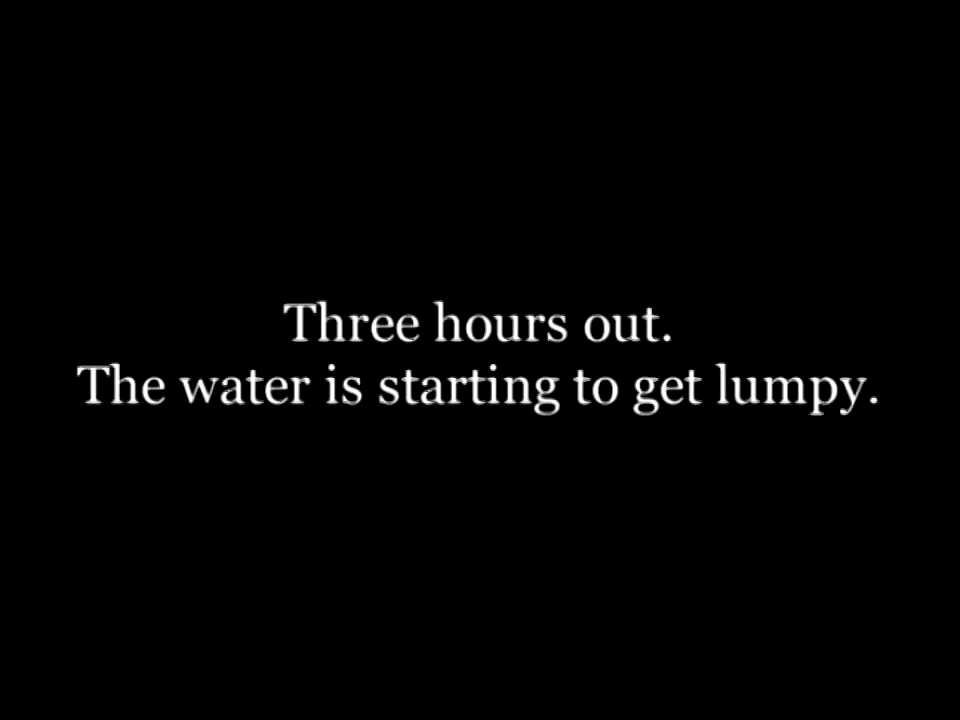 Three hours out.
The water is starting to get lumpy.